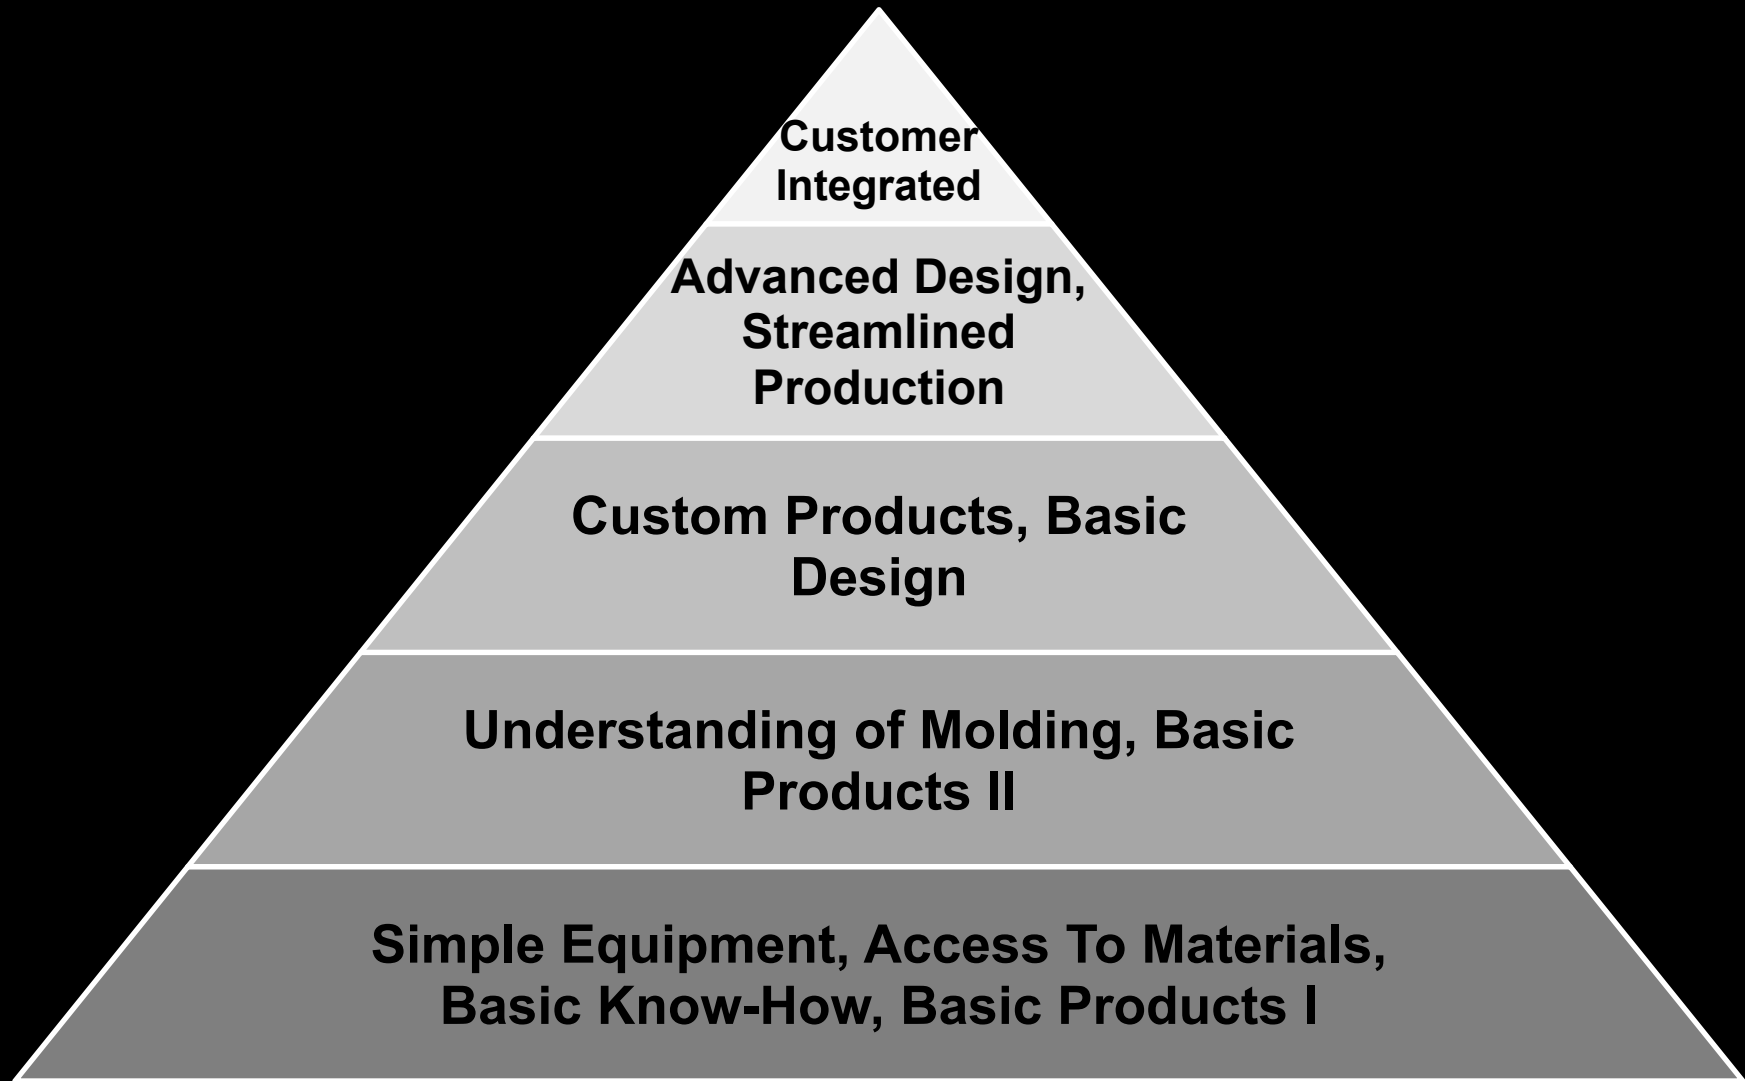 Customer
Integrated
Advanced Design,
Streamlined
Production
Custom Products, Basic
Design
Understanding of Molding, Basic
Products II
Simple Equipment, Access To Materials,
Basic Know-How, Basic Products I